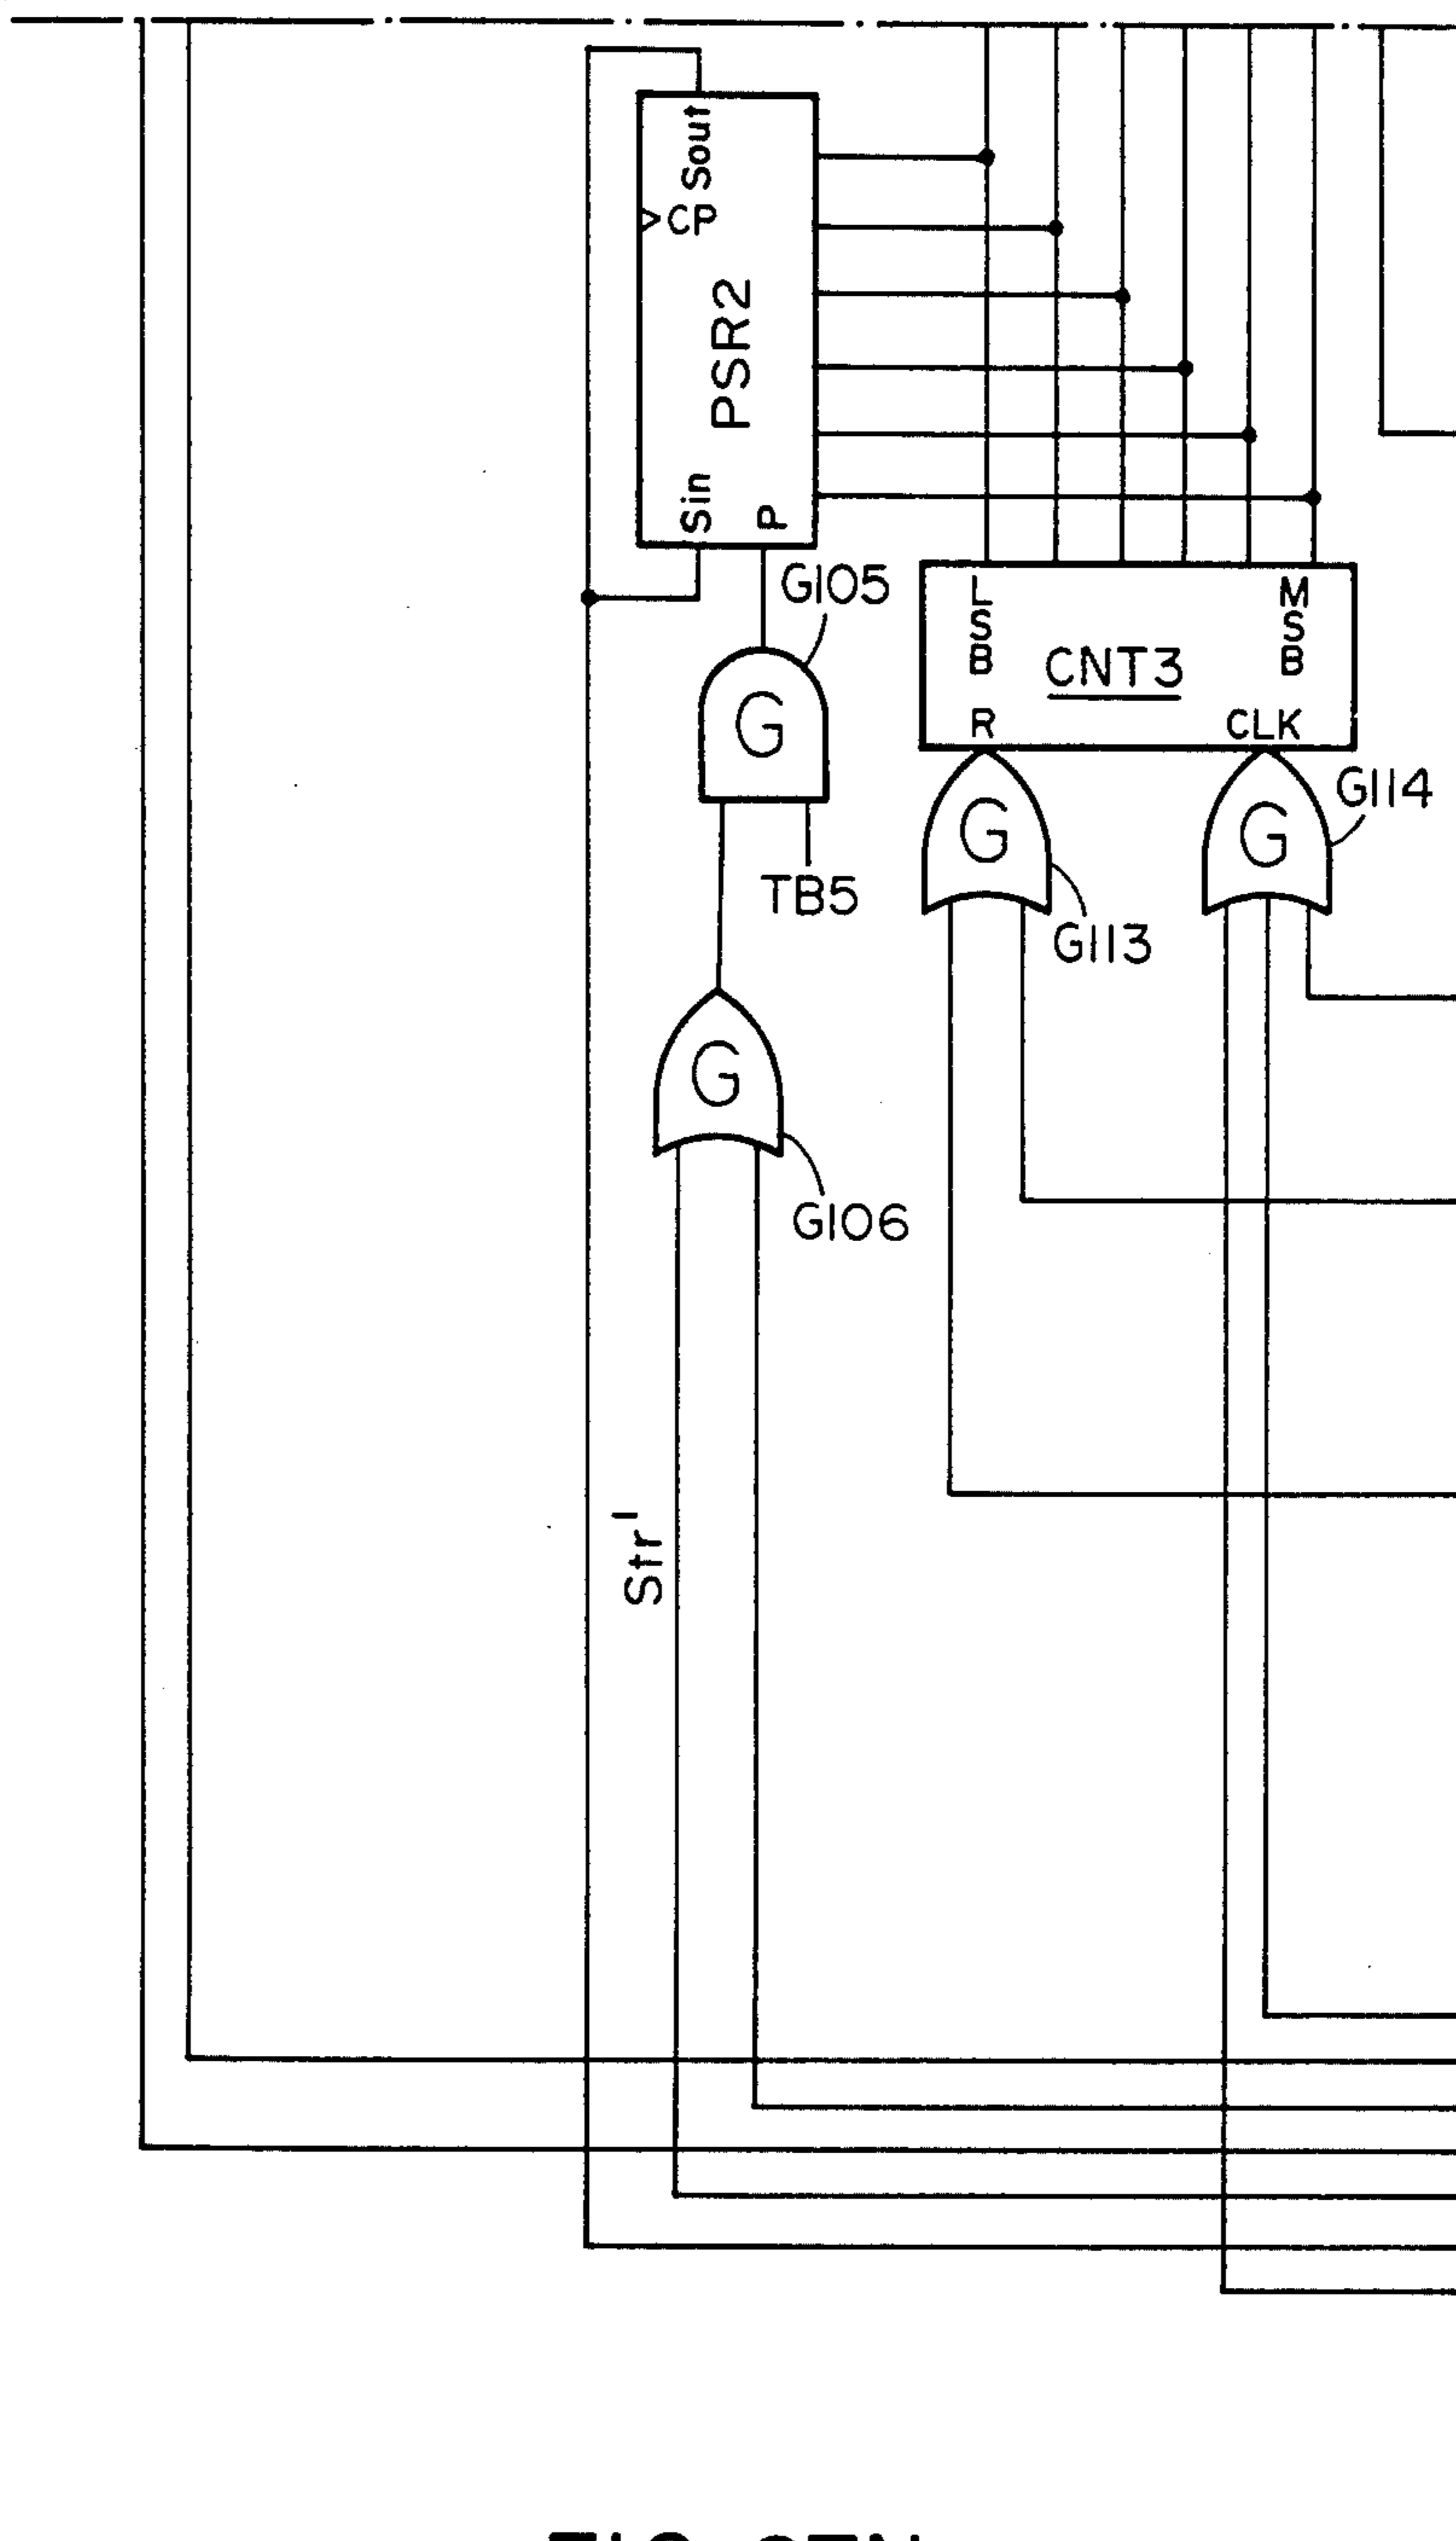 Sout
CP
PSR2
Sin
P
G105
LSB
MSB
CNT3
R
CLK
G
G114
G
G
TB5
G113
G
G106
Str'